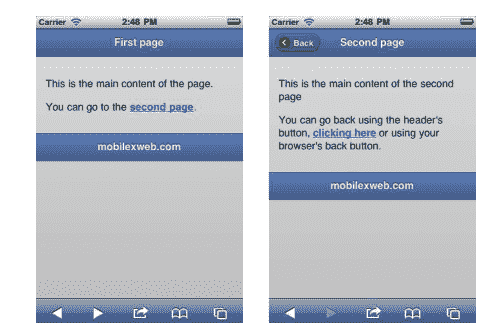 Carrier 2:48 PM
First page
This is the main content of the page.
You can go to the second page.
mobilexweb.com
Carrier 2:48 PM
Back Second page
This is the main content of the second
page
You can go back using the header's
button, clicking here or using your
browser's back button.
mobilexweb.com